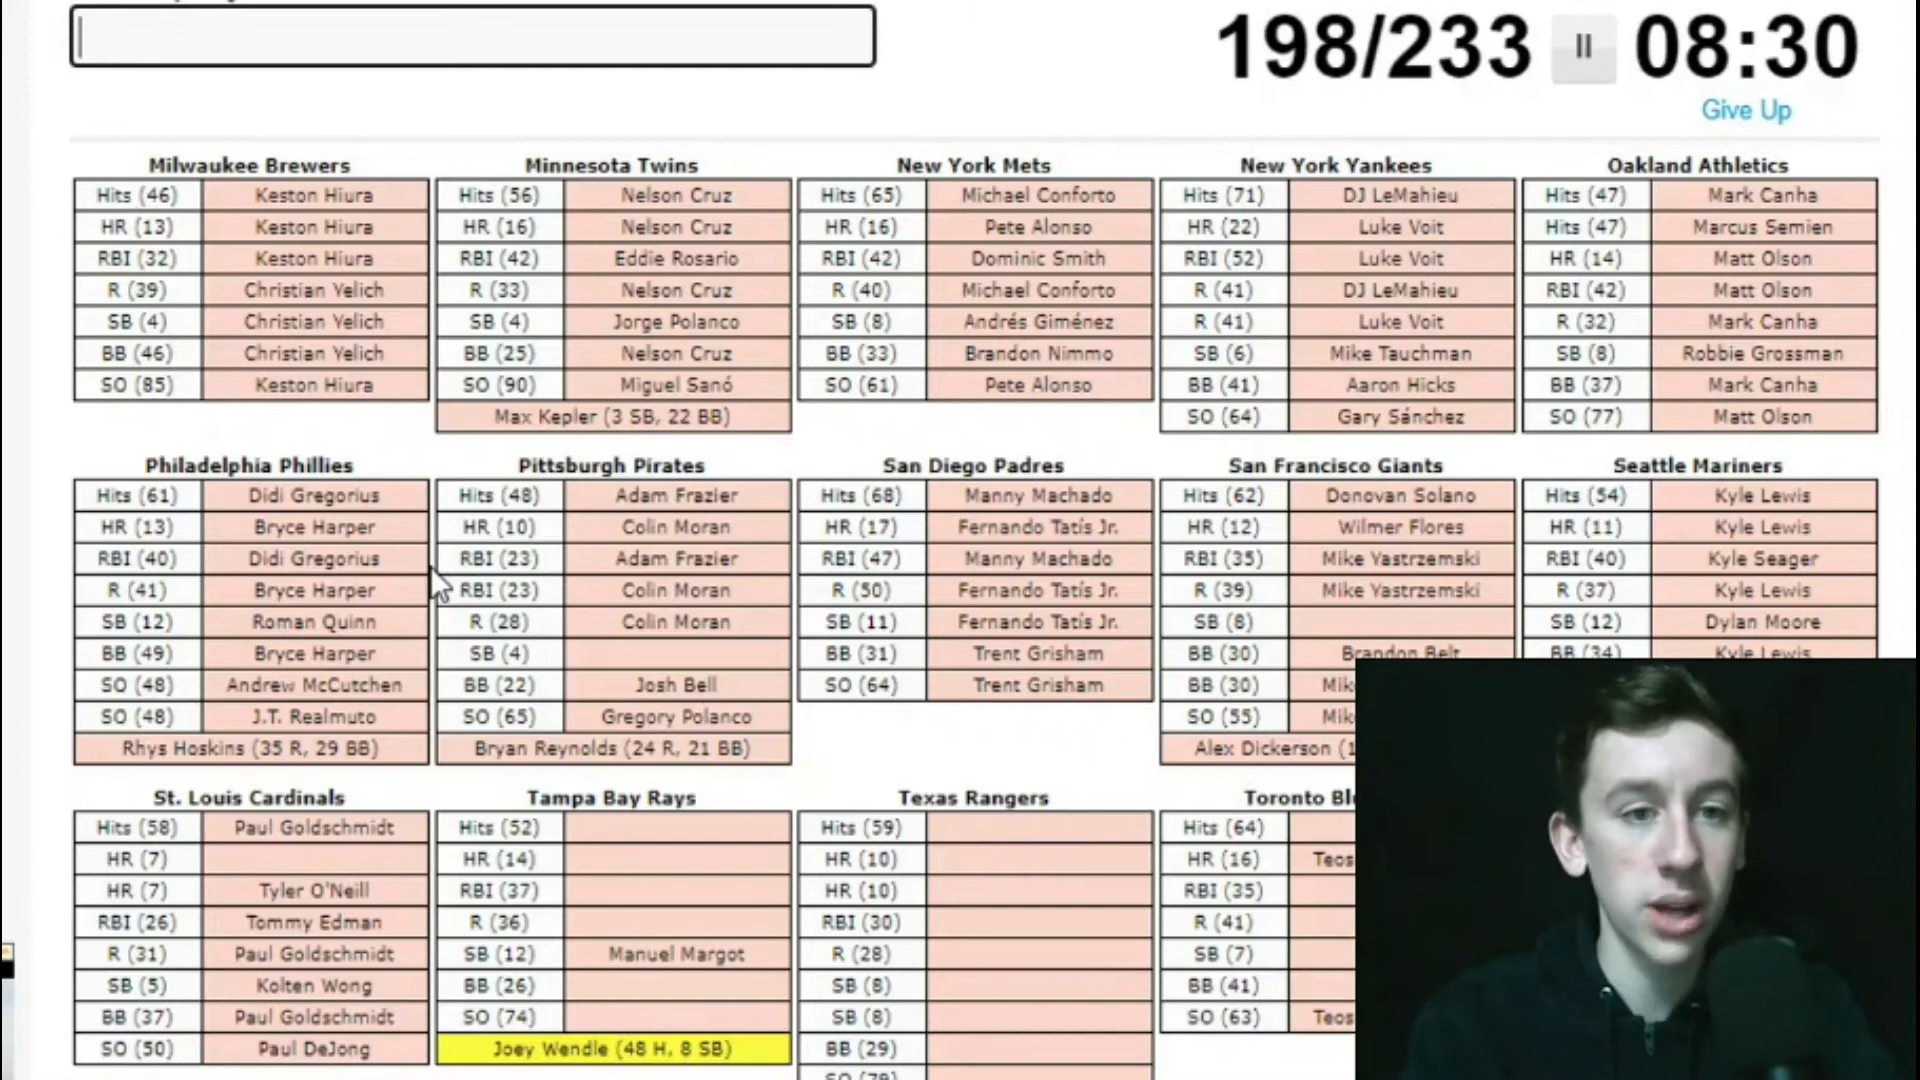 198/233 08:30
Give Up
Milwaukee Brewers
Hits (46) Keston Hiura
HR (13) Keston Hiura
RBI (32) Keston Hiura
R (39) Christian Yelich
SB (4) Christian Yelich
BB (46) Christian Yelich
SO (85) Keston Hiura
Minnesota Twins
Hits (56) Nelson Cruz
HR (16) Nelson Cruz
RBI (42) Eddie Rosario
R (33) Nelson Cruz
SB (4) Jorge Polanco
BB (25) Nelson Cruz
SO (90) Miguel Sanó
Max Kepler (3 SB, 22 BB)
New York Mets
Hits (65) Michael Conforto
HR (16) Pete Alonso
RBI (42) Dominic Smith
R (40) Michael Conforto
SB (8) Andrés Giménez
BB (33) Brandon Nimmo
SO (61) Pete Alonso
New York Yankees
Hits (71) DJ LeMahieu
HR (22) Luke Voit
RBI (52) Luke Voit
R (41) DJ LeMahieu
R (41) Luke Voit
SB (6) Mike Tauchman
BB (41) Aaron Hicks
SO (64) Gary Sánchez
Oakland Athletics
Hits (47) Mark Canha
Hits (47) Marcus Semien
HR (14) Matt Olson
RBI (42) Matt Olson
R (32) Mark Canha
SB (8) Robbie Grossman
BB (37) Mark Canha
SO (77) Matt Olson
Philadelphia Phillies
Hits (61) Didi Gregorius
HR (13) Bryce Harper
RBI (40) Didi Gregorius
R (41) Bryce Harper
SB (12) Roman Quinn
BB (49) Bryce Harper
SO (48) Andrew McCutchen
SO (48) J.T. Realmuto
Rhys Hoskins (35 R, 29 BB)
Pittsburgh Pirates
Hits (48) Adam Frazier
HR (10) Colin Moran
RBI (23) Adam Frazier
RBI (23) Colin Moran
R (28) Colin Moran
SB (4)
BB (22) Josh Bell
SO (65) Gregory Polanco
Bryan Reynolds (24 R, 21 BB)
San Diego Padres
Hits (68) Manny Machado
HR (17) Fernando Tatís Jr.
RBI (47) Manny Machado
R (50) Fernando Tatís Jr.
SB (11) Fernando Tatís Jr.
BB (31) Trent Grisham
SO (64) Trent Grisham
San Francisco Giants
Hits (62) Donovan Solano
HR (12) Wilmer Flores
RBI (35) Mike Yastrzemski
R (39) Mike Yastrzemski
SB (8)
BB (30) Brandon Belt
BB (30) Mik
SO (55) Mik
Alex Dickerson (1
Seattle Mariners
Hits (54) Kyle Lewis
HR (11) Kyle Lewis
RBI (40) Kyle Seager
R (37) Kyle Lewis
SB (12) Dylan Moore
BB (34) Kyle Lewis
St. Louis Cardinals
Hits (58) Paul Goldschmidt
HR (7)
HR (7) Tyler O'Neill
RBI (26) Tommy Edman
R (31) Paul Goldschmidt
SB (5) Kolten Wong
BB (37) Paul Goldschmidt
SO (50) Paul DeJong
Tampa Bay Rays
Hits (52)
HR (14)
RBI (37)
R (36)
SB (12) Manuel Margot
BB (26)
SO (74)
Joey Wendle (48 H, 8 SB)
Texas Rangers
Hits (59)
HR (10)
HR (10)
RBI (30)
R (28)
SB (8)
SB (8)
BB (29)
Toronto Bl
Hits (64)
HR (16) Teos
RBI (35)
R (41)
SB (7)
BB (41)
SO (63) Teos